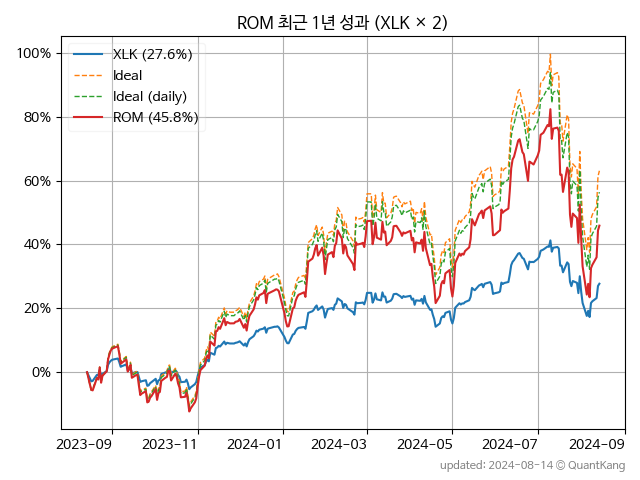 ROM 최근 1년 성과 (XLK × 2)
XLK (27.6%)
Ideal
Ideal (daily)
ROM (45.8%)
100%
80%
60%
40%
20%
0%
2023-09 2023-11 2024-01 2024-03 2024-05 2024-07 2024-09
updated: 2024-08-14 © QuantKang